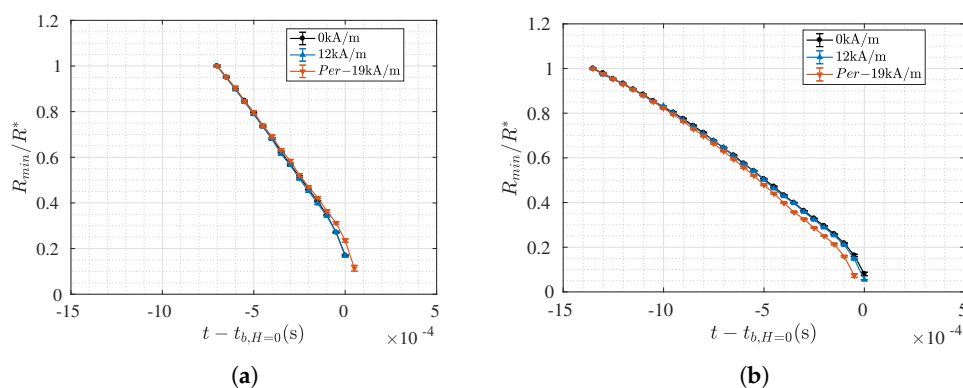 1.2
1
0.8
0.6
0.4
0.2
0
R_min/R*
0kA/m
12kA/m
Per−19kA/m
-15
-10
-5
0
5
t − t_b,H=0(s)
×10^-4
(a)
1.2
1
0.8
0.6
0.4
0.2
0
R_min/R*
0kA/m
12kA/m
Per−19kA/m
-15
-10
-5
0
5
t − t_b,H=0(s)
×10^-4
(b)